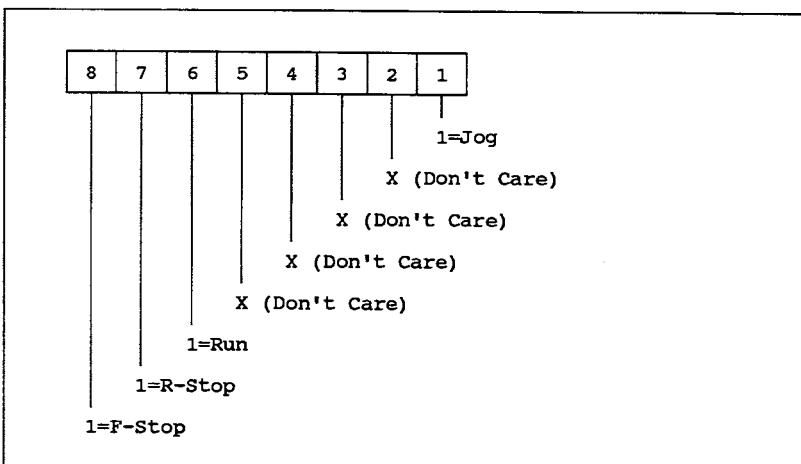 8 7 6 5 4 3 2 1
1=Jog
X (Don't Care)
X (Don't Care)
X (Don't Care)
X (Don't Care)
1=Run
1=R-Stop
1=F-Stop